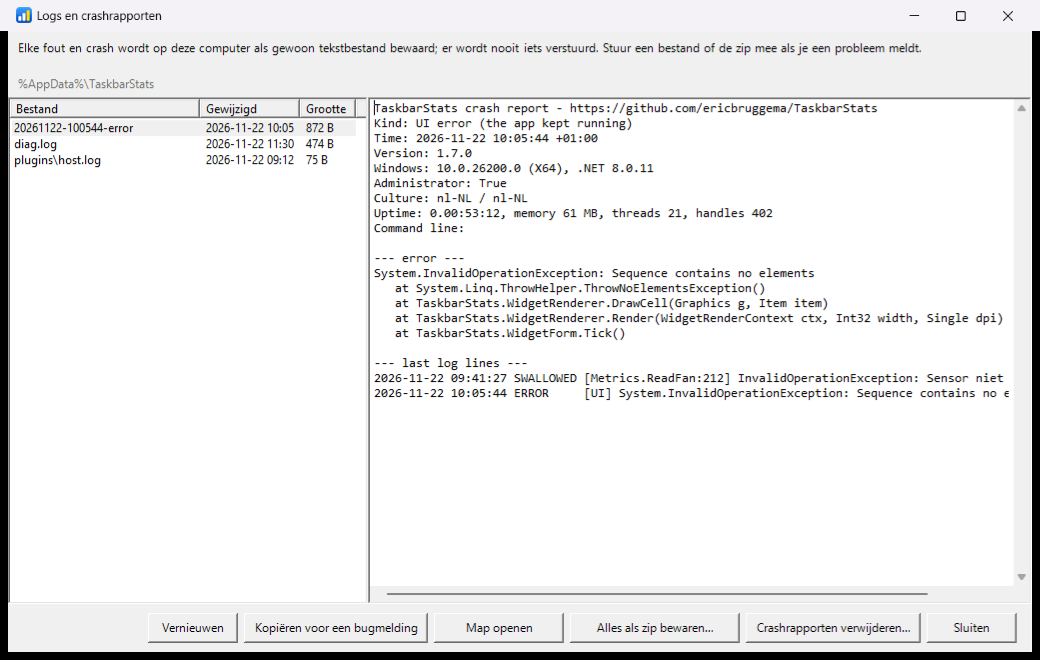 Logs en crashrapporten
Elke fout en crash wordt op deze computer als gewoon tekstbestand bewaard; er wordt nooit iets verstuurd. Stuur een bestand of de zip mee als je een probleem meldt.
%AppData%\TaskbarStats
Bestand Gewijzigd Grootte
20261122-100544-error 2026-11-22 10:05 872 B
diag.log 2026-11-22 11:30 474 B
plugins\host.log 2026-11-22 09:12 75 B
TaskbarStats crash report - https://github.com/ericbruggema/TaskbarStats
Kind: UI error (the app kept running)
Time: 2026-11-22 10:05:44 +01:00
Version: 1.7.0
Windows: 10.0.26200.0 (X64), .NET 8.0.11
Administrator: True
Culture: nl-NL / nl-NL
Uptime: 0.00:53:12, memory 61 MB, threads 21, handles 402
Command line:
--- error ---
System.InvalidOperationException: Sequence contains no elements
at System.Linq.ThrowHelper.ThrowNoElementsException()
at TaskbarStats.WidgetRenderer.DrawCell(Graphics g, Item item)
at TaskbarStats.WidgetRenderer.Render(WidgetRenderContext ctx, Int32 width, Single dpi)
at TaskbarStats.WidgetForm.Tick()
--- last log lines ---
2026-11-22 09:41:27 SWALLOWED [Metrics.ReadFan:212] InvalidOperationException: Sensor niet
2026-11-22 10:05:44 ERROR [UI] System.InvalidOperationException: Sequence contains no e
Vernieuwen
Kopiëren voor een bugmelding
Map openen
Alles als zip bewaren...
Crashrapporten verwijderen...
Sluiten